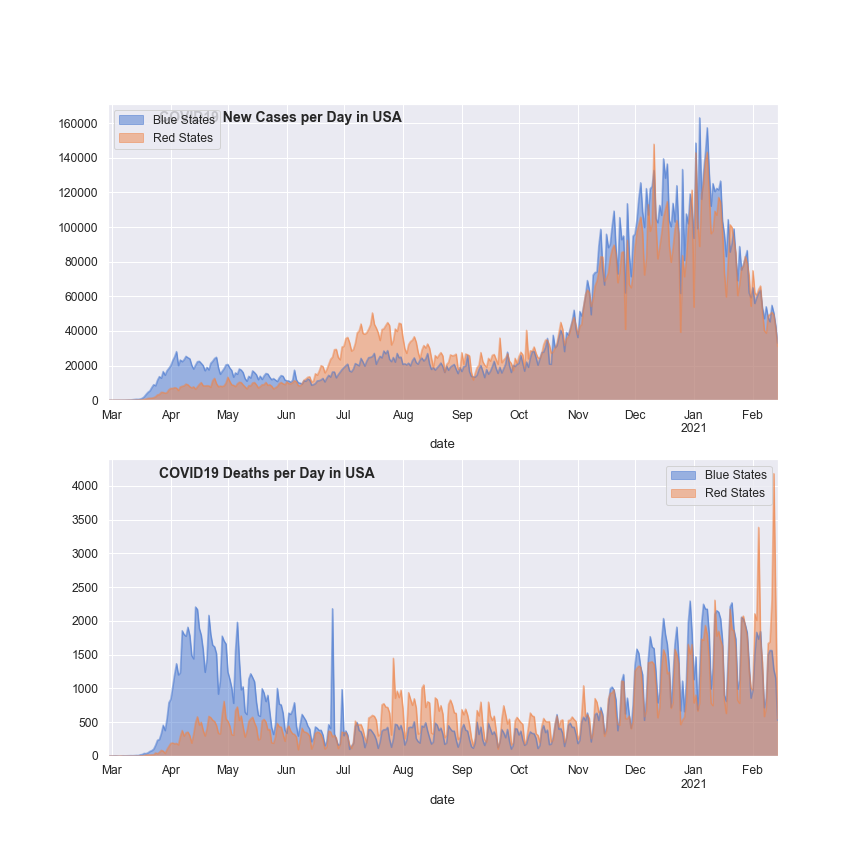 COVID19 New Cases per Day in USA
Blue States
Red States
160000
140000
120000
100000
80000
60000
40000
20000
0
Mar Apr May Jun Jul Aug Sep Oct Nov Dec Jan Feb
2021
date
COVID19 Deaths per Day in USA
Blue States
Red States
4000
3500
3000
2500
2000
1500
1000
500
0
Mar Apr May Jun Jul Aug Sep Oct Nov Dec Jan Feb
2021
date